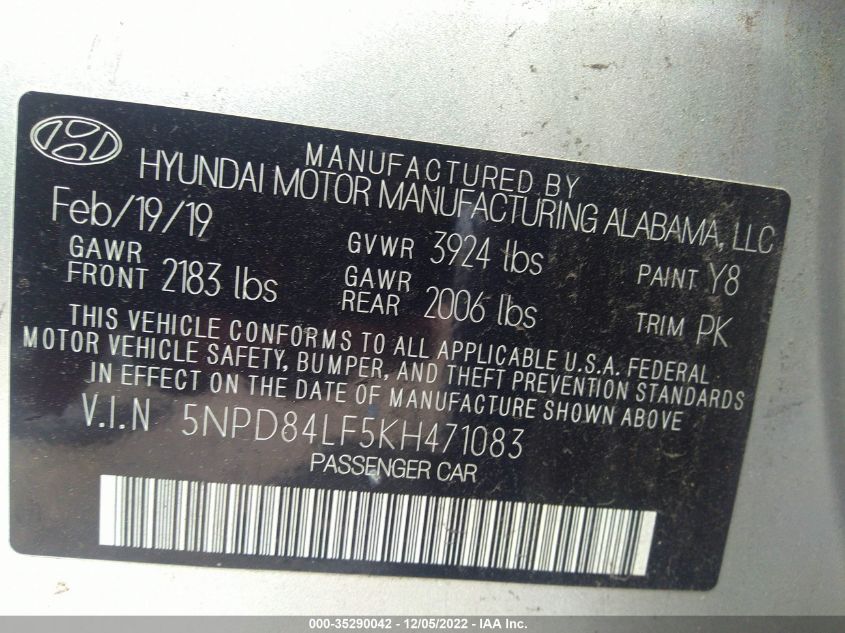 MANUFACTURED BY
HYUNDAI MOTOR MANUFACTURING ALABAMA, LLC
Feb/19/19 GVWR 3924 lbs PAINT Y8
GAWR FRONT 2183 lbs GAWR REAR 2006 lbs TRIM PK
THIS VEHICLE CONFORMS TO ALL APPLICABLE U.S.A. FEDERAL
MOTOR VEHICLE SAFETY, BUMPER, AND THEFT PREVENTION STANDARDS
IN EFFECT ON THE DATE OF MANUFACTURE SHOWN ABOVE
V.I.N 5NPD84LF5KH471083
PASSENGER CAR
000-35290042 - 12/05/2022 - IAA Inc.